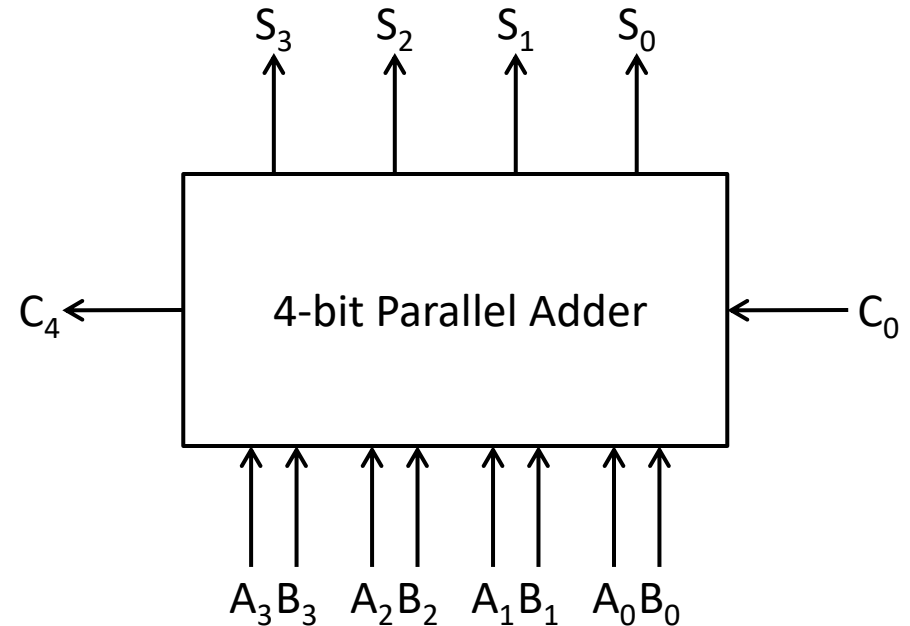 S₃ S₂ S₁ S₀
C₄ 4-bit Parallel Adder C₀
A₃B₃ A₂B₂ A₁B₁ A₀B₀